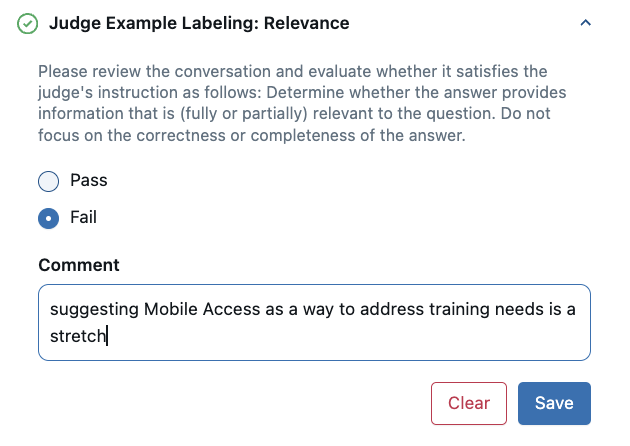 Judge Example Labeling: Relevance
Please review the conversation and evaluate whether it satisfies the
judge's instruction as follows: Determine whether the answer provides
information that is (fully or partially) relevant to the question. Do not
focus on the correctness or completeness of the answer.
Pass
Fail
Comment
suggesting Mobile Access as a way to address training needs is a
stretch
Clear
Save